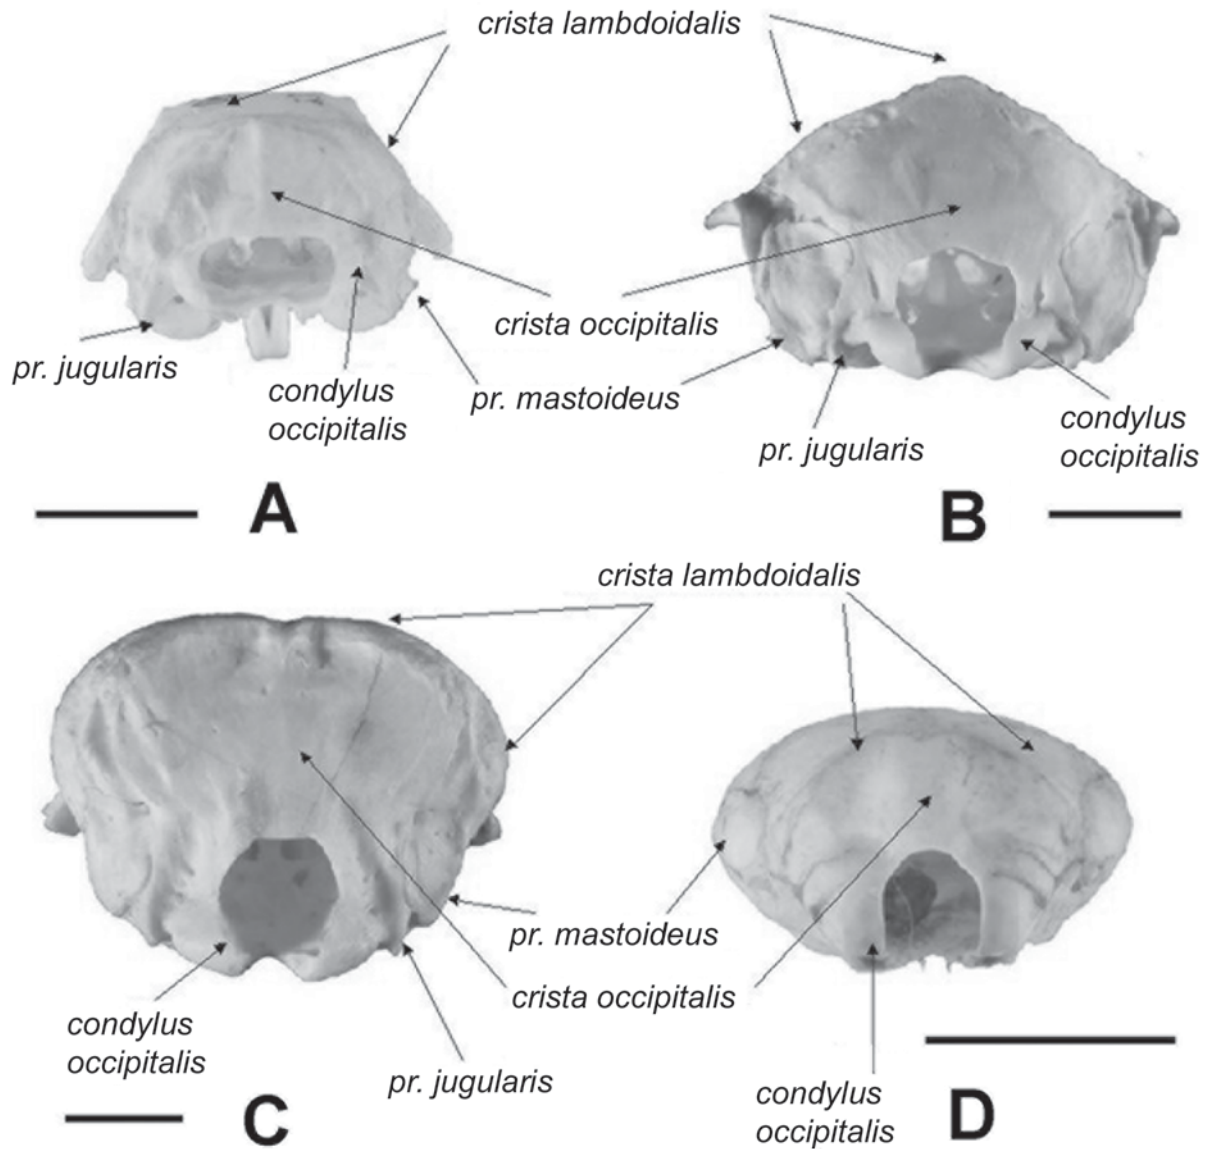 crista lambdoidalis
crista occipitalis
pr. jugularis
condylus
occipitalis
pr. mastoideus
pr. jugularis
condylus
occipitalis
A
B
crista lambdoidalis
pr. mastoideus
crista occipitalis
condylus
occipitalis
pr. jugularis
condylus
occipitalis
C
D